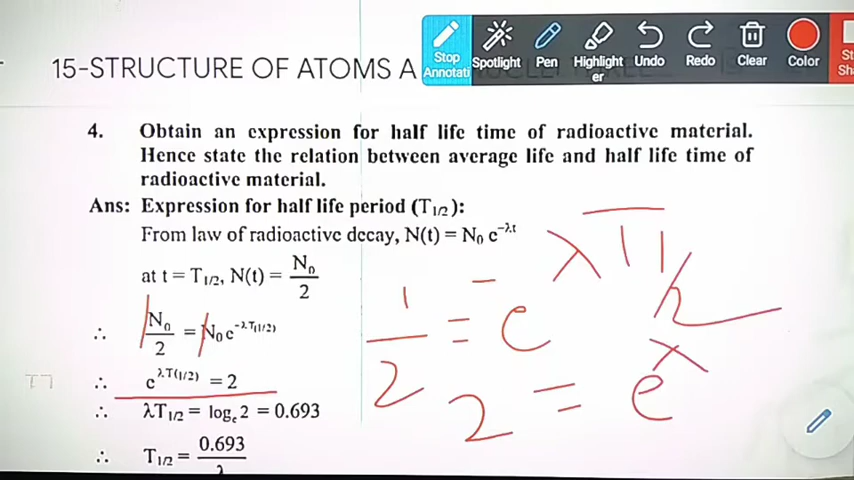 Stop Annotati
Spotlight
Pen
Highlight er
Undo
Redo
Clear
Color
15-STRUCTURE OF ATOMS A
4. Obtain an expression for half life time of radioactive material.
Hence state the relation between average life and half life time of
radioactive material.
Ans: Expression for half life period (T1/2):
From law of radioactive decay, N(t) = N₀ e^-λt
at t = T1/2, N(t) = N₀/2
∴ N₀/2 = N₀ e^-λT(1/2)
∴ e^λT(1/2) = 2
∴ λT1/2 = logₑ 2 = 0.693
∴ T1/2 = 0.693/λ
1/2 = e^-λT1/2
2 = e^λ